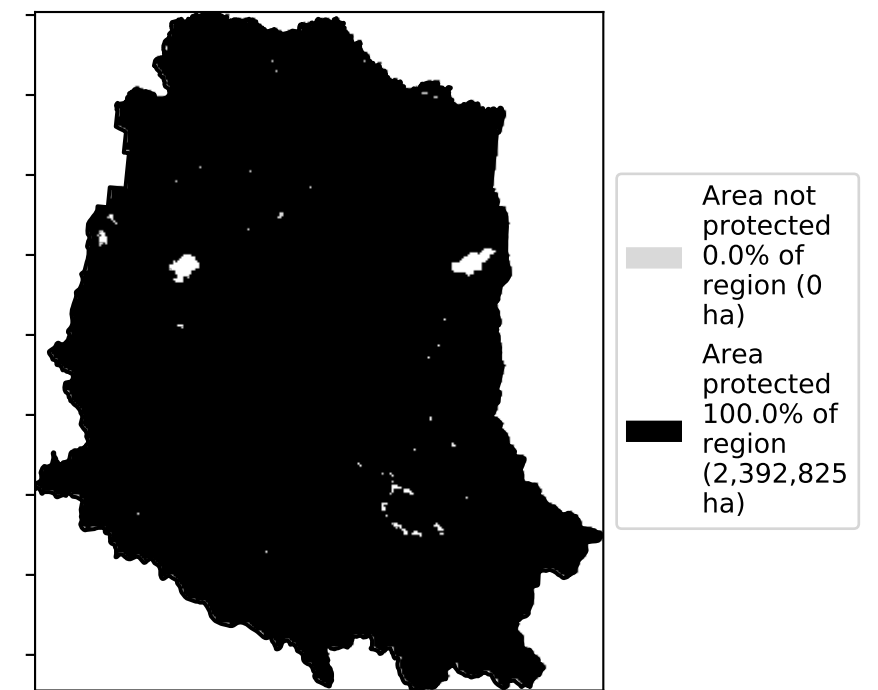 Area not
protected
0.0% of
region (0
ha)
Area
protected
100.0% of
region
(2,392,825
ha)